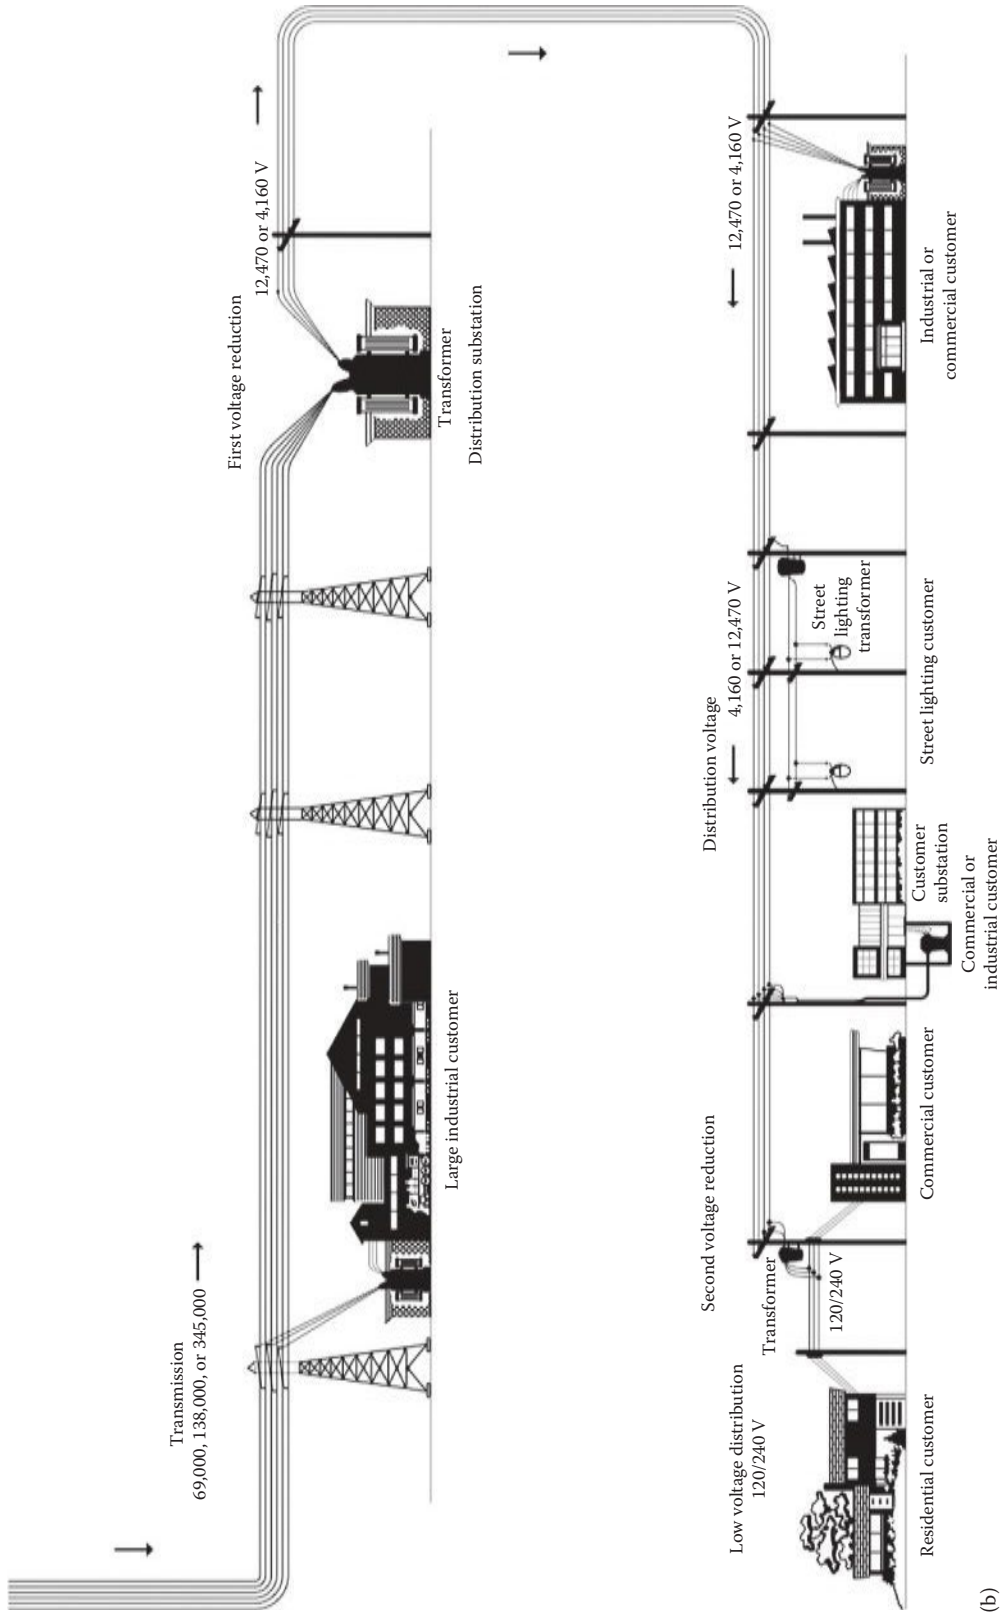 Transmission
69,000, 138,000, or 345,000
First voltage reduction
12,470 or 4,160 V
Large industrial customer
Transformer
Distribution substation
Low voltage distribution
120/240 V
Second voltage reduction
Distribution voltage
4,160 or 12,470 V
12,470 or 4,160 V
Transformer
120/240 V
Street
lighting
transformer
Residential customer
Commercial customer
Customer
substation
Commercial or
industrial customer
Street lighting customer
Industrial or
commercial customer
(b)